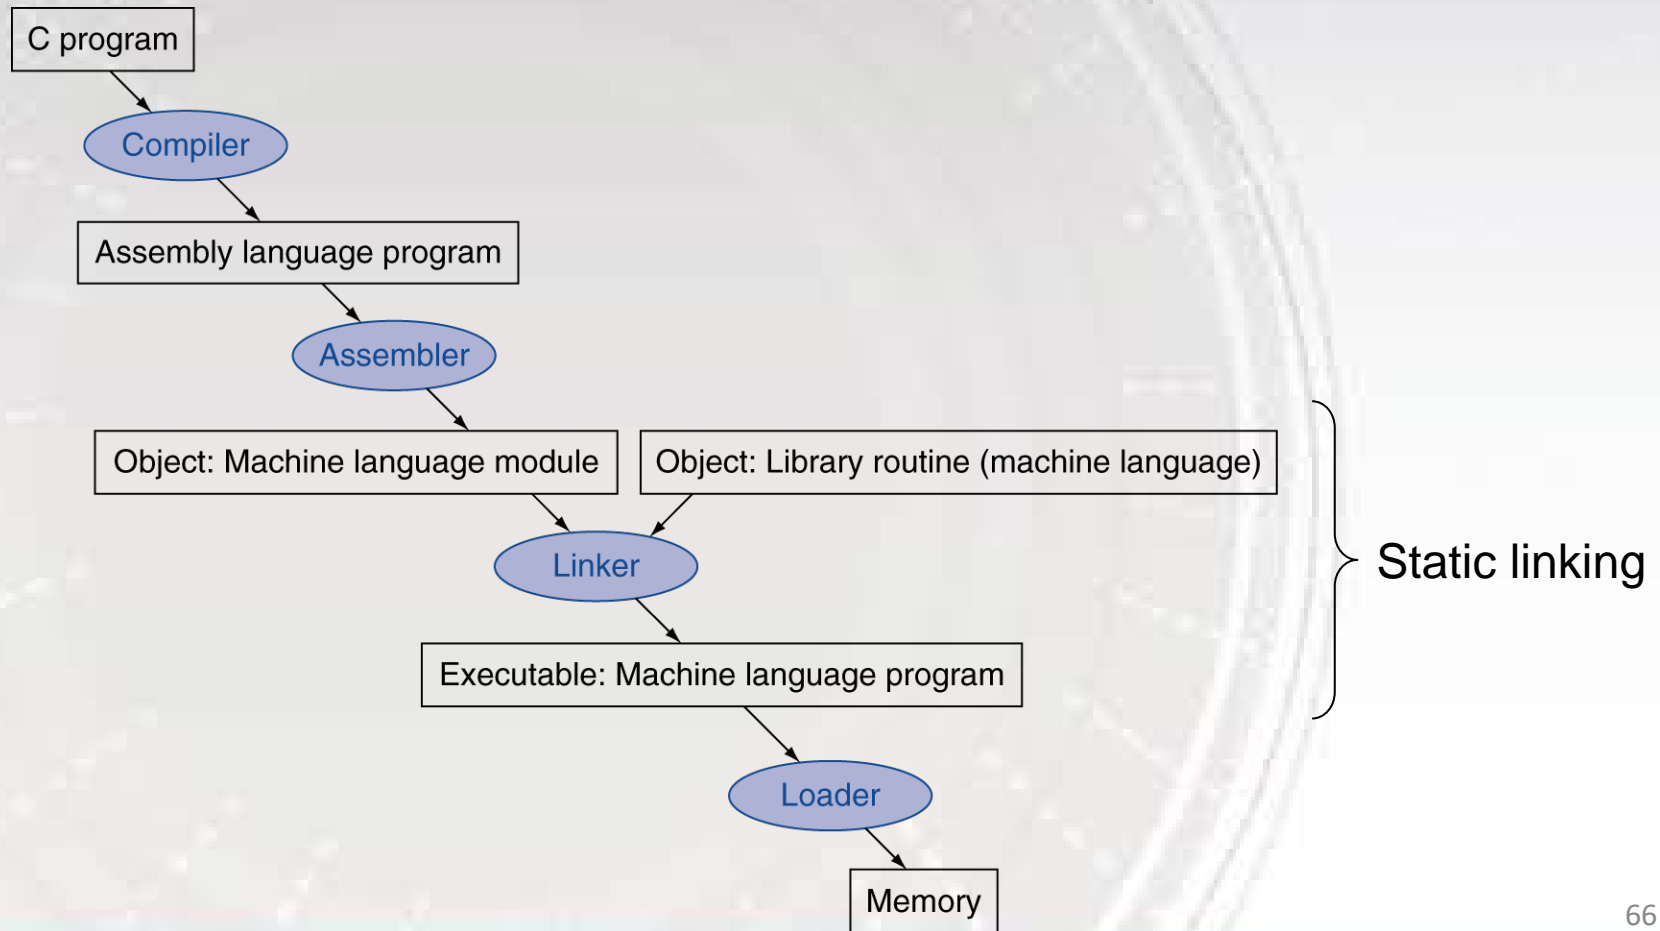 C program
Compiler
Assembly language program
Assembler
Object: Machine language module
Object: Library routine (machine language)
Linker
Static linking
Executable: Machine language program
Loader
Memory
66